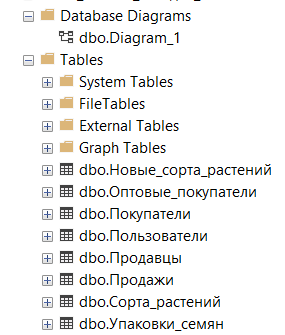 Database Diagrams
dbo.Diagram_1
Tables
System Tables
FileTables
External Tables
Graph Tables
dbo.Новые_сорта_растений
dbo.Оптовые_покупатели
dbo.Покупатели
dbo.Пользователи
dbo.Продавцы
dbo.Продажи
dbo.Сорта_растений
dbo.Упаковки_семян